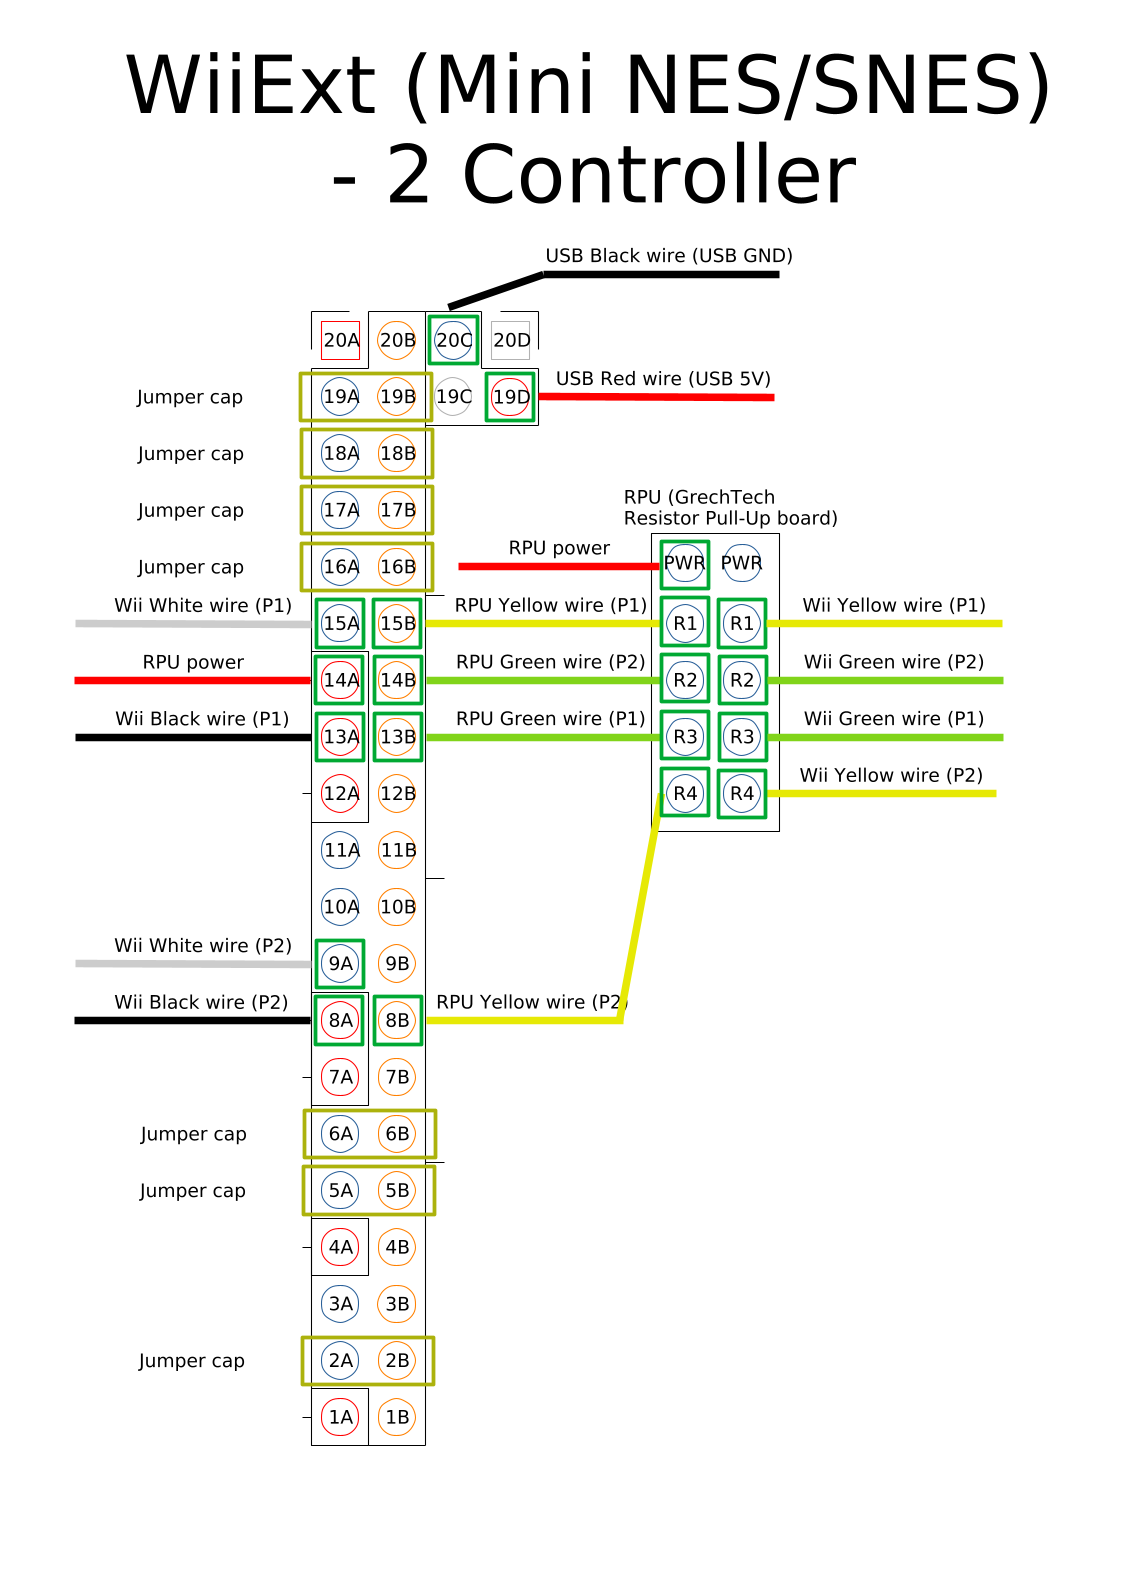 WiiExt (Mini NES/SNES)
- 2 Controller
USB Black wire (USB GND)
20A 20B 20C 20D
USB Red wire (USB 5V)
Jumper cap 19A 19B 19C 19D
Jumper cap 18A 18B
RPU (GrechTech
Resistor Pull-Up board)
Jumper cap 17A 17B
RPU power
Jumper cap 16A 16B PWR PWR
Wii White wire (P1) RPU Yellow wire (P1) Wii Yellow wire (P1)
15A 15B R1 R1
RPU power RPU Green wire (P2) Wii Green wire (P2)
14A 14B R2 R2
Wii Black wire (P1) RPU Green wire (P1) Wii Green wire (P1)
13A 13B R3 R3
Wii Yellow wire (P2)
12A 12B R4 R4
11A 11B
10A 10B
Wii White wire (P2)
9A 9B
Wii Black wire (P2) RPU Yellow wire (P2)
8A 8B
7A 7B
Jumper cap 6A 6B
Jumper cap 5A 5B
4A 4B
3A 3B
Jumper cap 2A 2B
1A 1B